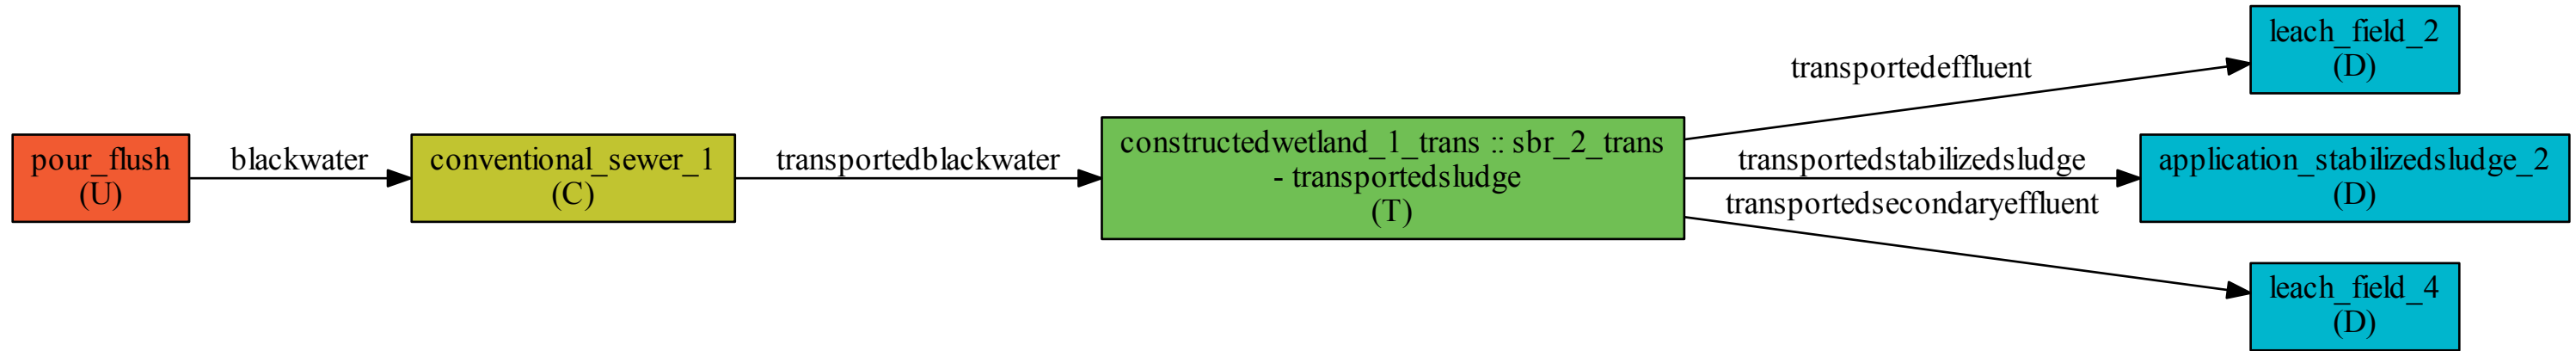 pour_flush
(U)
blackwater
conventional_sewer_1
(C)
transportedblackwater
constructedwetland_1_trans :: sbr_2_trans
- transportedsludge
(T)
transportedeffluent
leach_field_2
(D)
transportedstabilizedsludge
application_stabilizedsludge_2
(D)
transportedsecondaryeffluent
leach_field_4
(D)